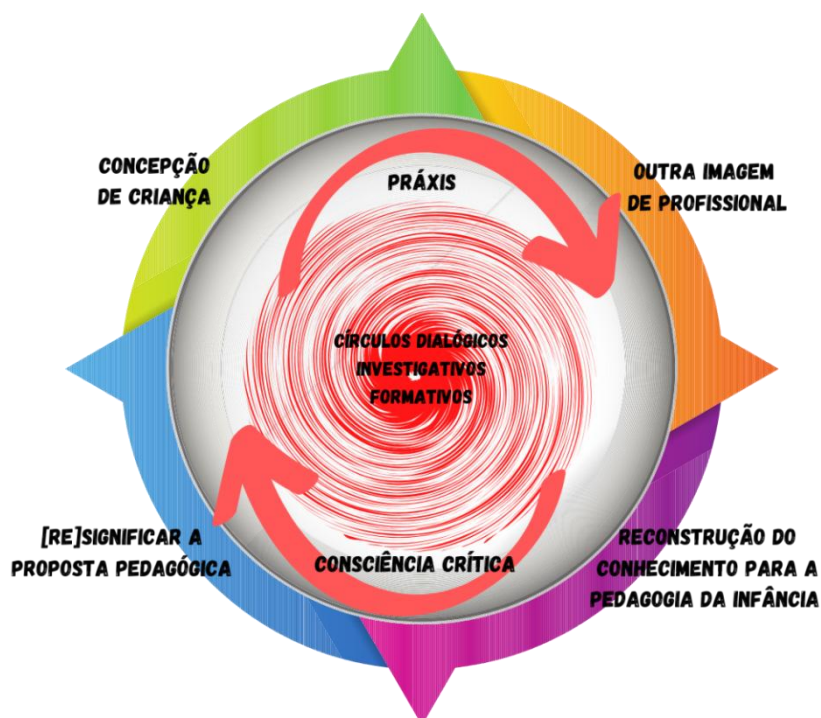 CONCEPÇÃO
DE CRIANÇA
PRÁXIS
OUTRA IMAGEM
DE PROFISSIONAL
CÍRCULOS DIALÓGICOS
INVESTIGATIVOS
FORMATIVOS
[RE]SIGNIFICAR A
PROPOSTA PEDAGÓGICA
CONSCIÊNCIA CRÍTICA
RECONSTRUÇÃO DO
CONHECIMENTO PARA A
PEDAGOGIA DA INFÂNCIA